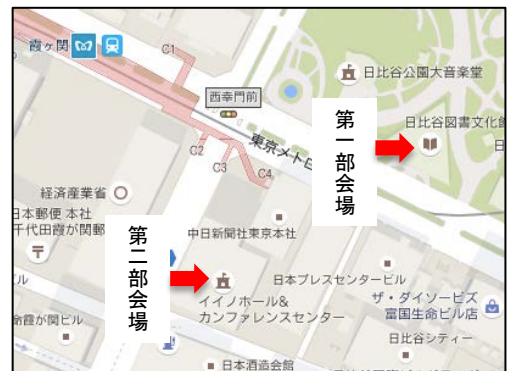 霞ヶ関
C1
日比谷公園大音楽堂
西幸門前
第一部会場
日比谷図書文化館
東京メトロ
C2
C3
C4
経済産業省
日本郵便 本社
千代田霞が関郵
中日新聞社東京本社
第二部会場
日本プレスセンタービル
イイノホール&
カンファレンスセンター
ザ・ダイソービズ
富国生命ビル店
ビル
命霞が関ビル
日比谷シティー
日本酒造会館